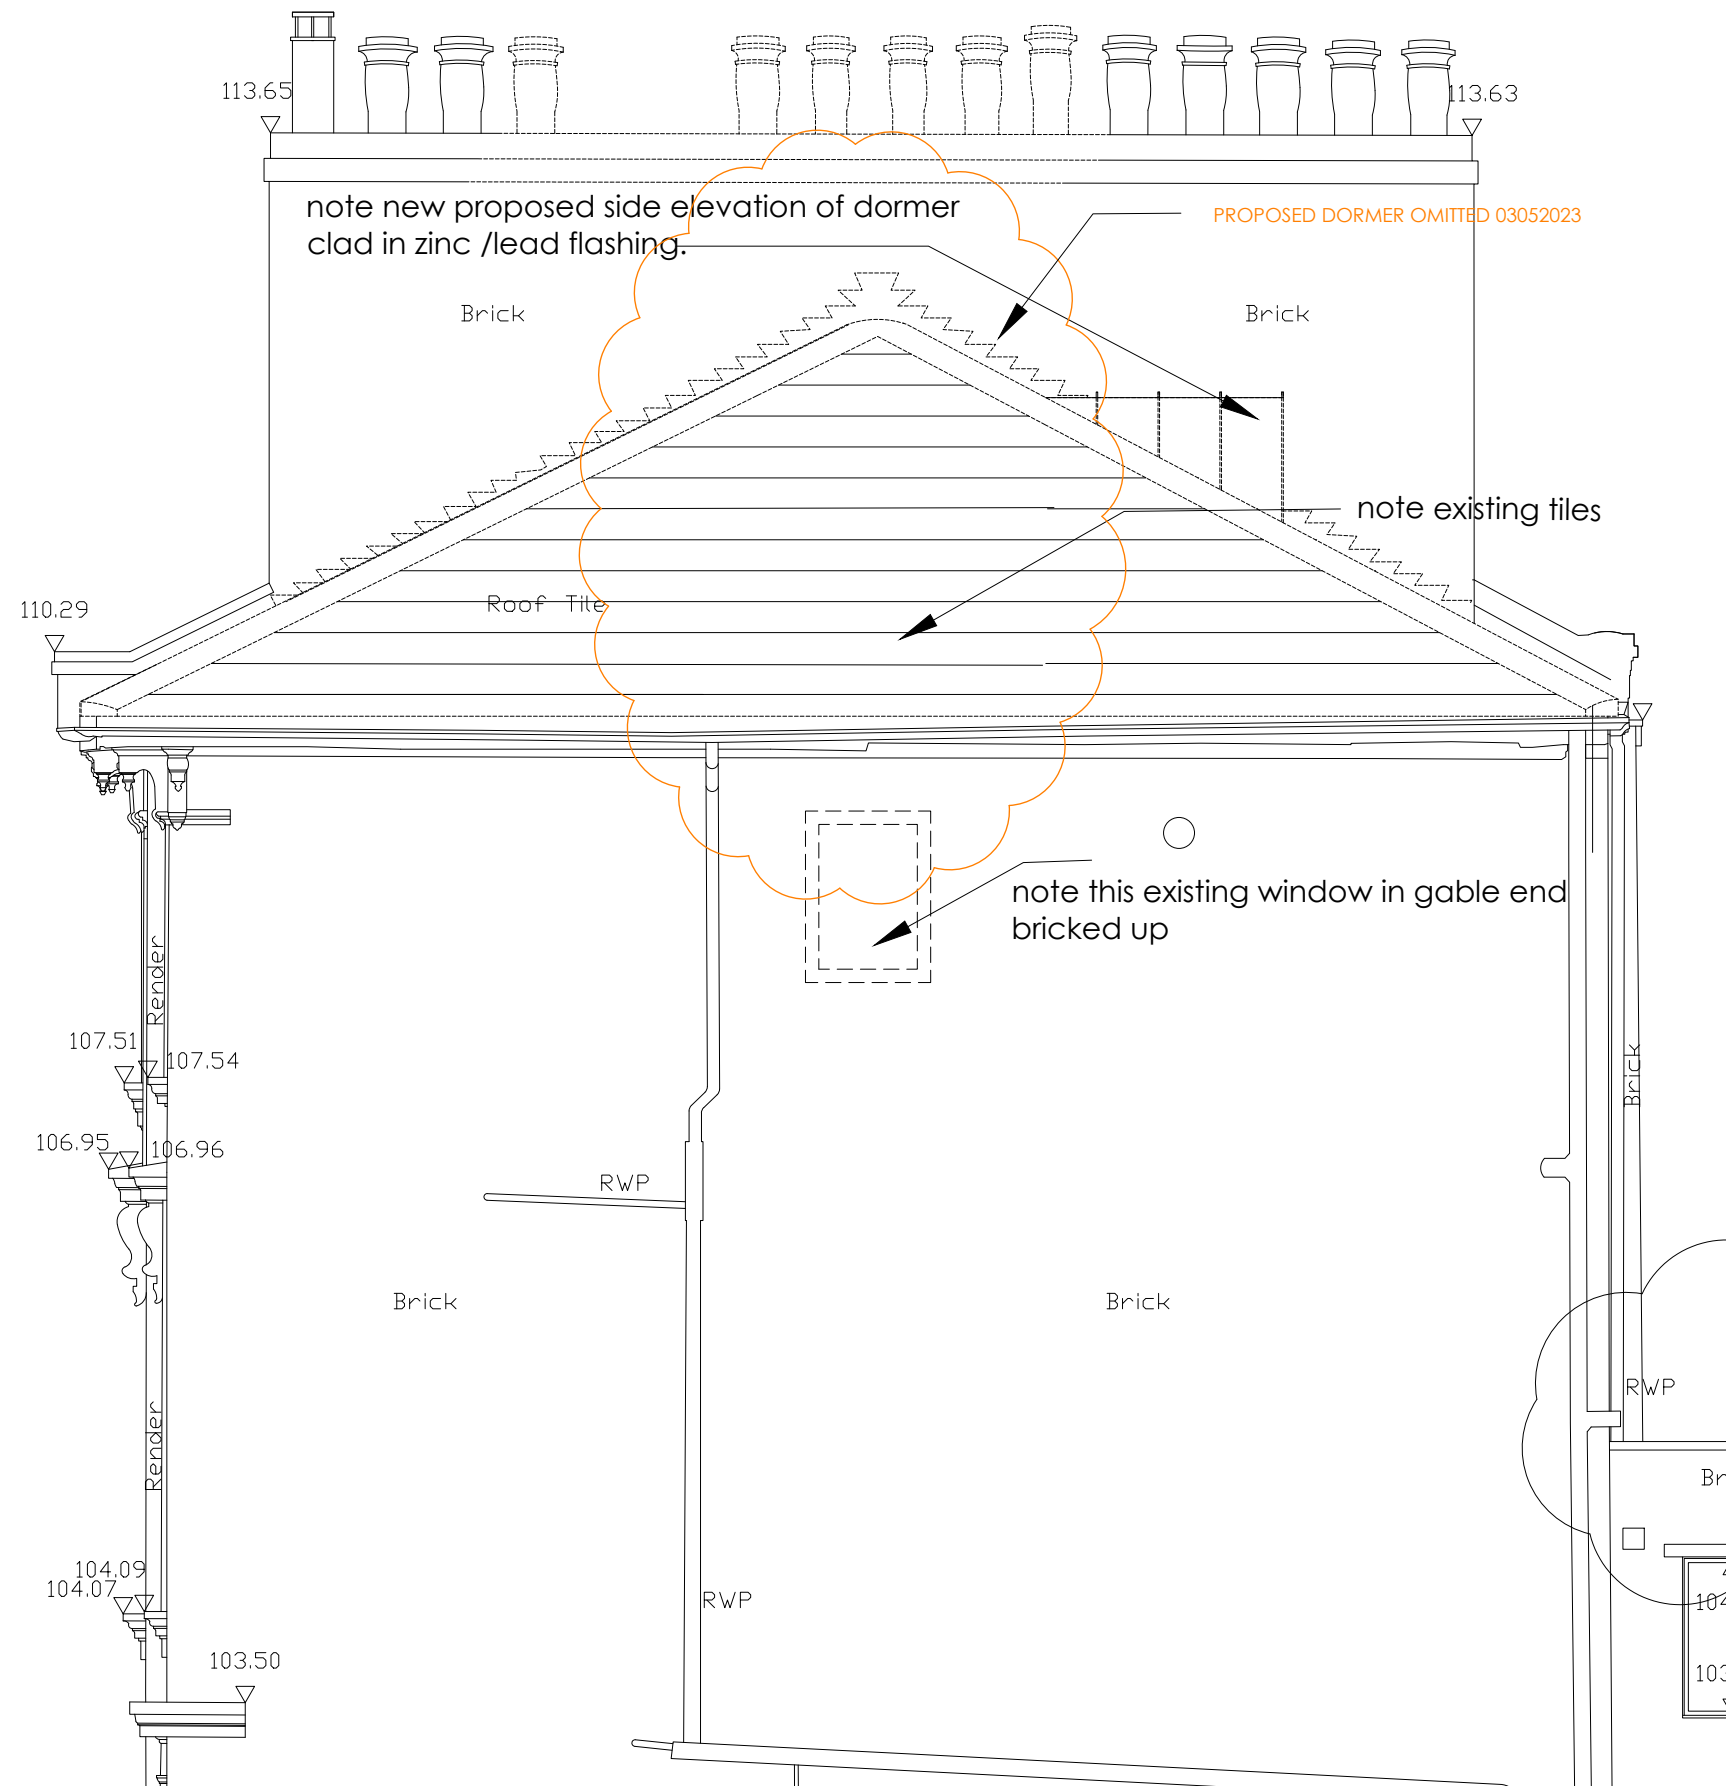 113.65
113.63
note new proposed side elevation of dormer
clad in zinc /lead flashing.
PROPOSED DORMER OMITTED 03052023
Brick
Brick
note existing tiles
110.29
Roof Tile
note this existing window in gable end
bricked up
Render
107.51
107.54
Brick
106.95
106.96
RWP
Brick
Brick
RWP
Render
104.09
104.07
RWP
103.50